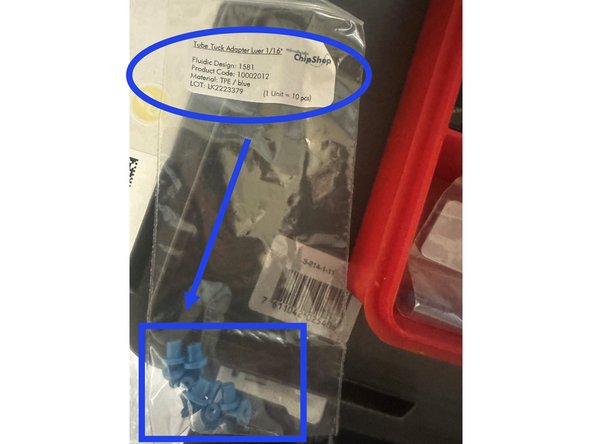 Tube Tuck Adapter Luer 1/16"
microfluidic
ChipShop
Fluidic Design: 1581
Product Code: 10002012
Material: TPE / blue
LOT: LK2223379
(1 Unit = 10 pcs)